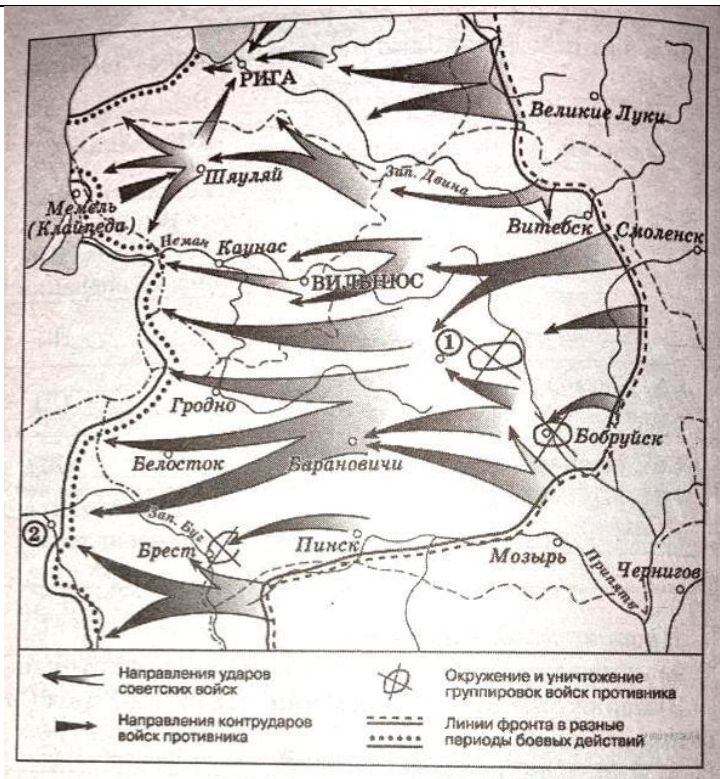 РИГА
Великие Луки
Шяуляй
Зап. Двина
Мемель
(Клайпеда)
Витебск
Смоленск
Неман
Каунас
ВИЛЬНЮС
1
Гродно
Бобруйск
Белосток
Барановичи
2
Зап. Буг
Брест
Пинск
Мозырь
Припять
Чернигов
Направления ударов
советских войск
Окружение и уничтожение
группировок войск противника
Направления контрударов
войск противника
Линии фронта в разные
периоды боевых действий